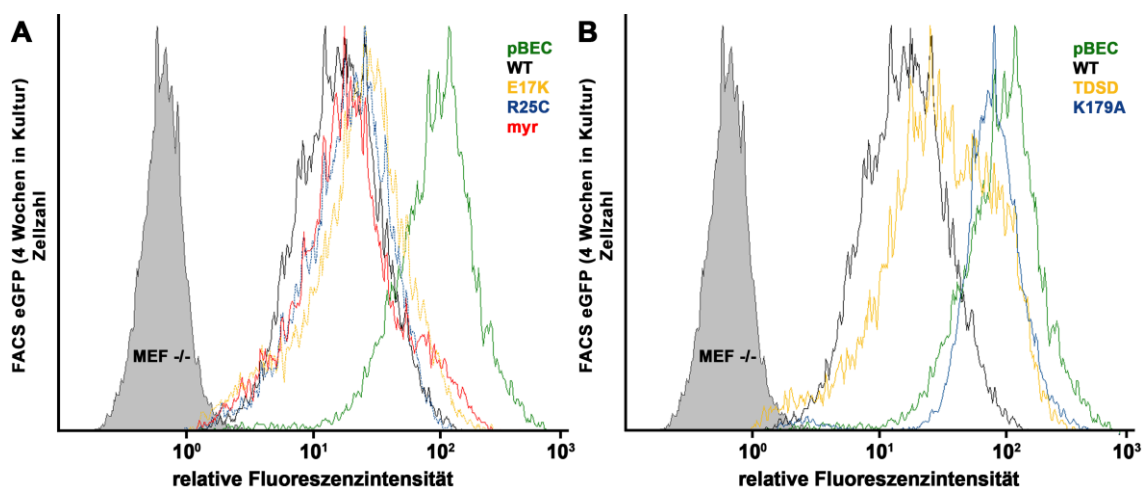 A
pBEC
WT
E17K
R25C
myr
FACS eGFP (4 Wochen in Kultur)
Zellzahl
MEF -/-
10⁰
10¹
10²
10³
relative Fluoreszenzintensität
B
pBEC
WT
TDSD
K179A
FACS eGFP (4 Wochen in Kultur)
Zellzahl
MEF -/-
10⁰
10¹
10²
10³
relative Fluoreszenzintensität